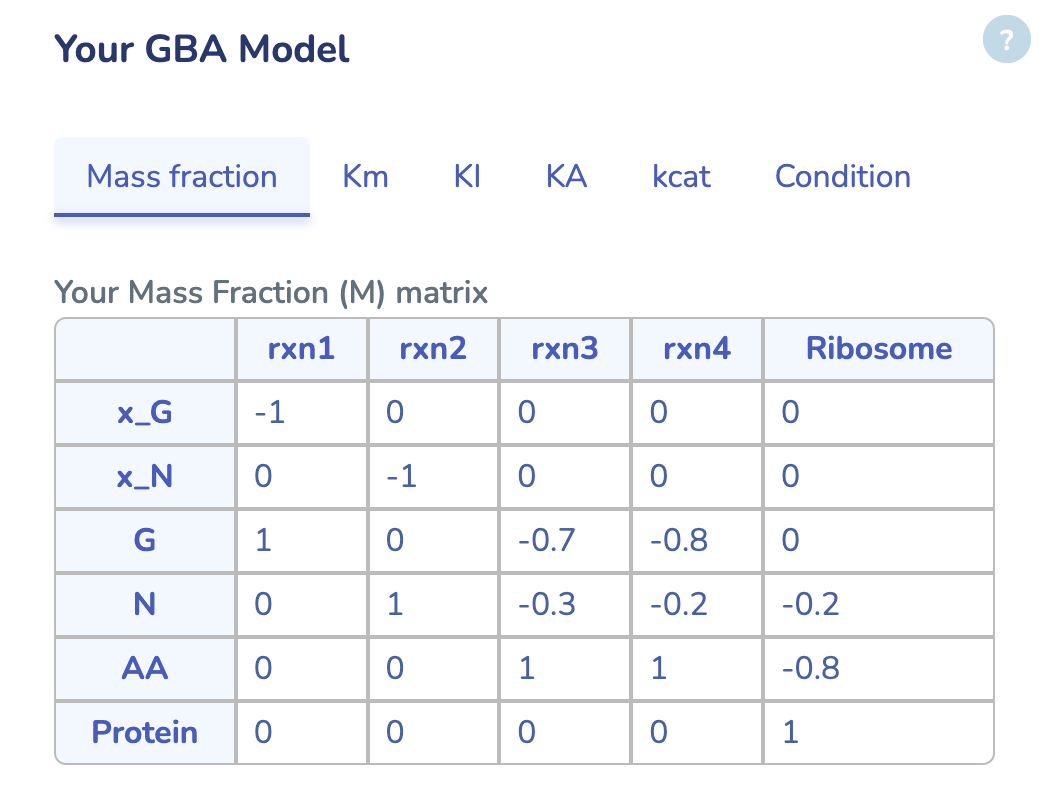 Your GBA Model
?
Mass fraction Km KI KA kcat Condition
Your Mass Fraction (M) matrix
rxn1 rxn2 rxn3 rxn4 Ribosome
x_G -1 0 0 0 0
x_N 0 -1 0 0 0
G 1 0 -0.7 -0.8 0
N 0 1 -0.3 -0.2 -0.2
AA 0 0 1 1 -0.8
Protein 0 0 0 0 1